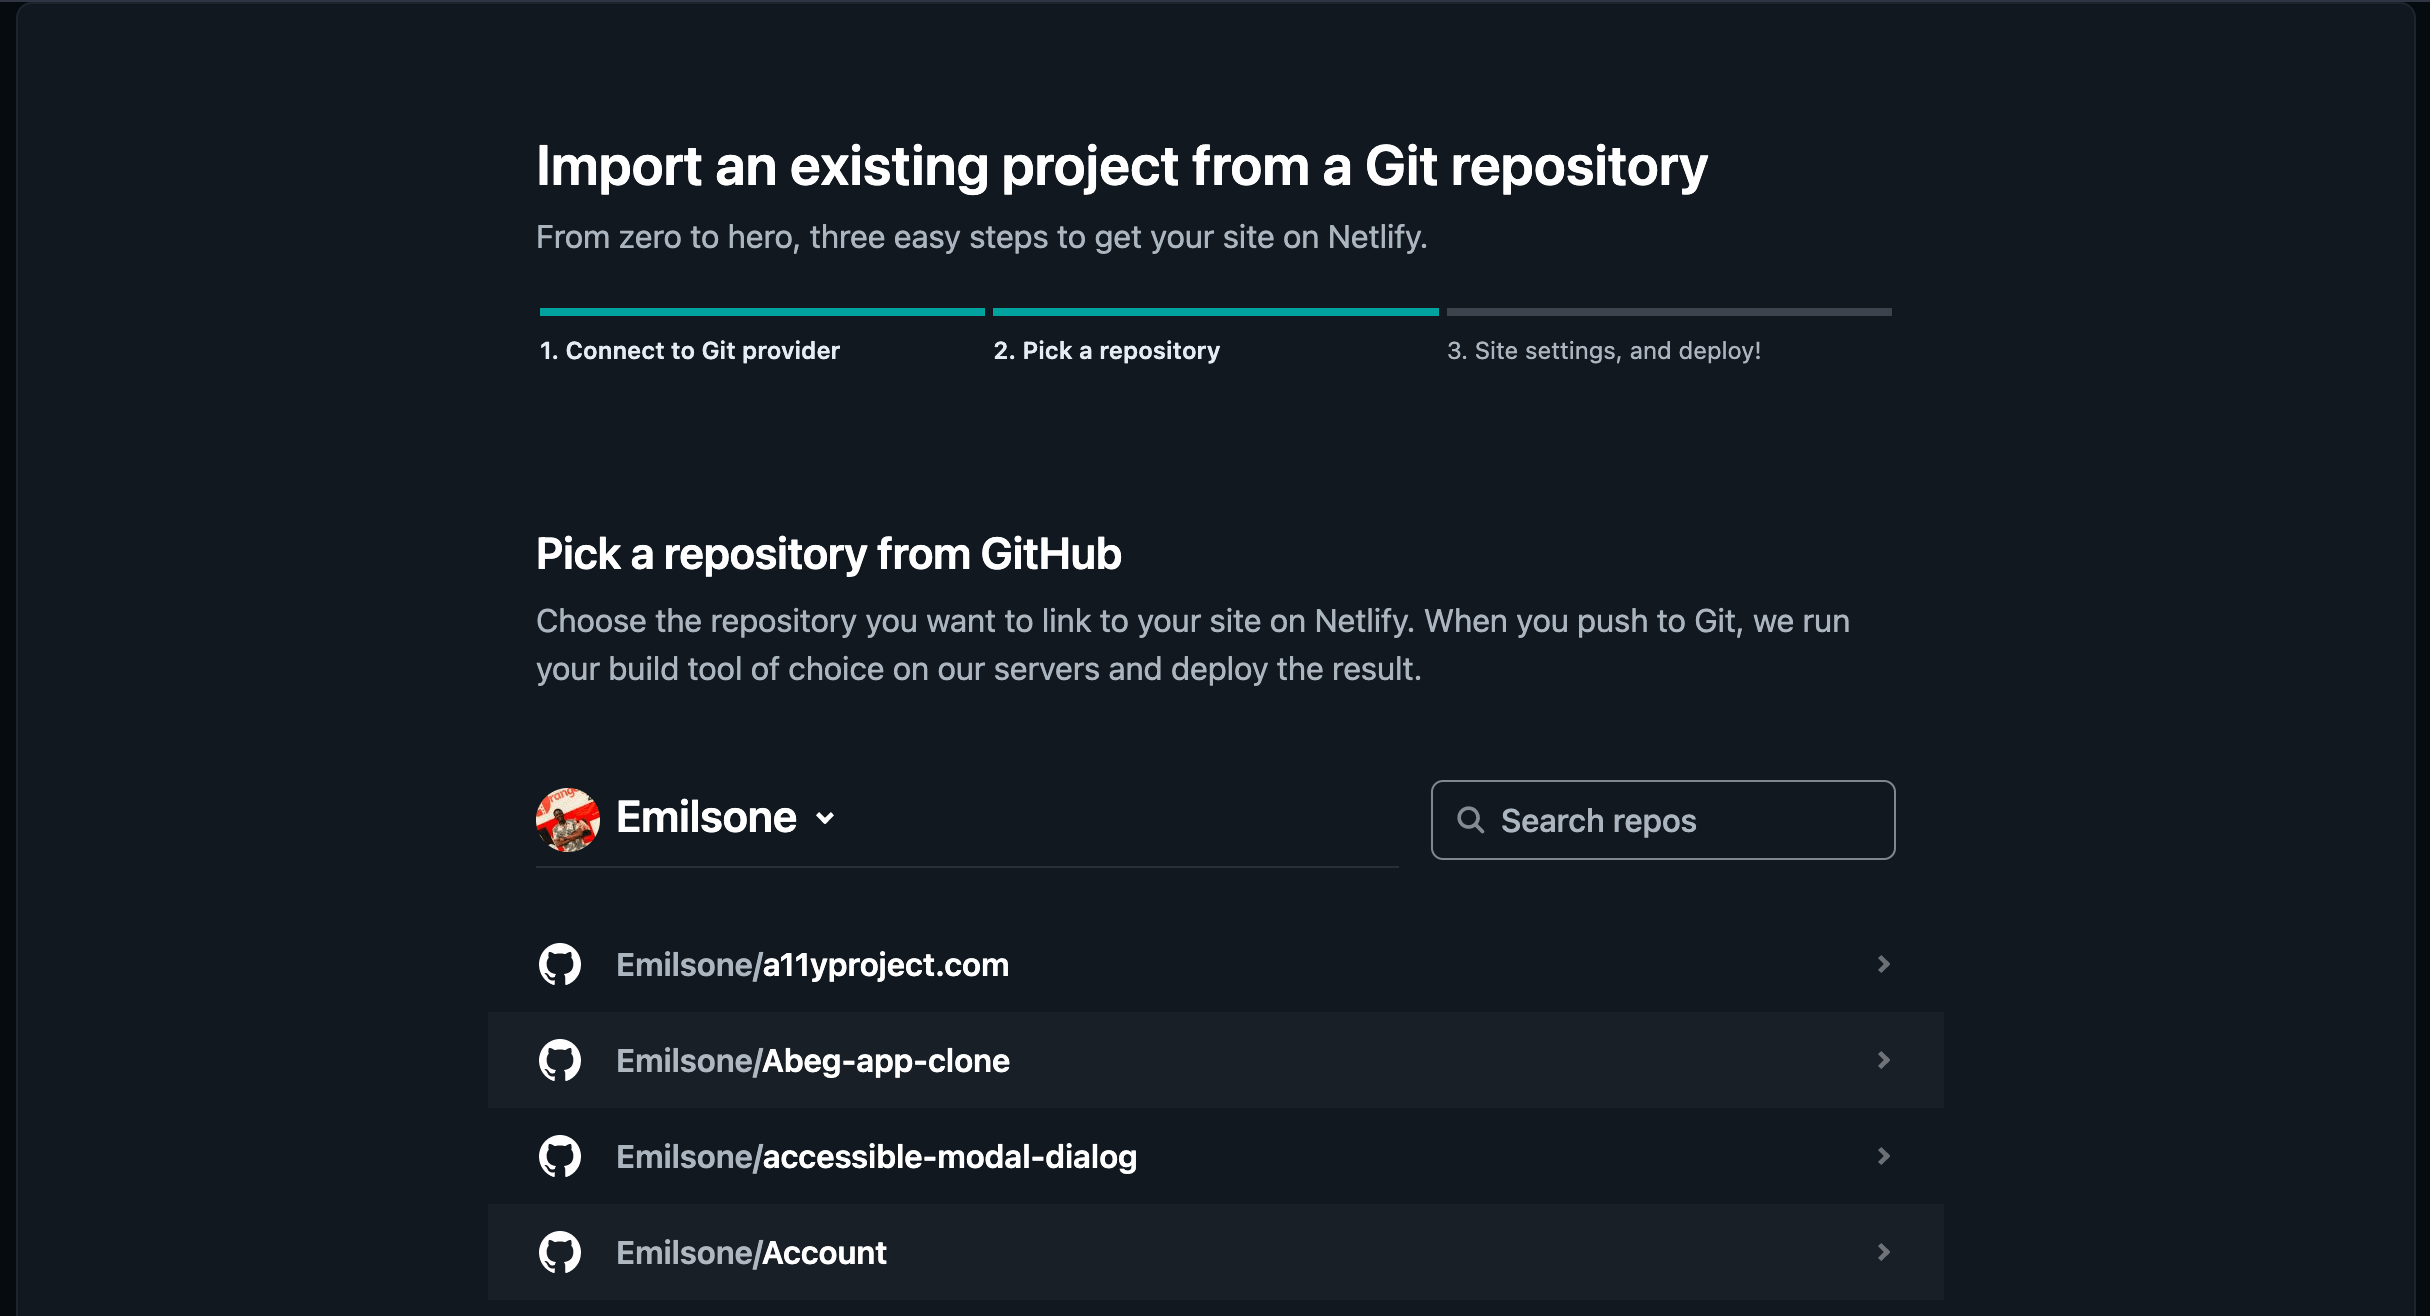 Import an existing project from a Git repository
From zero to hero, three easy steps to get your site on Netlify.
1. Connect to Git provider
2. Pick a repository
3. Site settings, and deploy!
Pick a repository from GitHub
Choose the repository you want to link to your site on Netlify. When you push to Git, we run
your build tool of choice on our servers and deploy the result.
Emilsone
Search repos
Emilsone/a11yproject.com
Emilsone/Abeg-app-clone
Emilsone/accessible-modal-dialog
Emilsone/Account